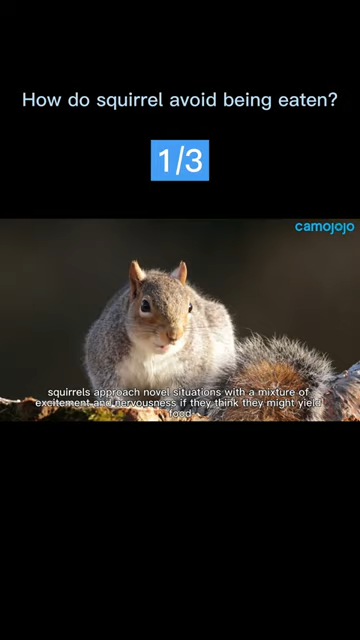 How do squirrel avoid being eaten?
1/3
camojojo
squirrels approach novel situations with a mixture of
excitement and nervousness if they think they might yield
food